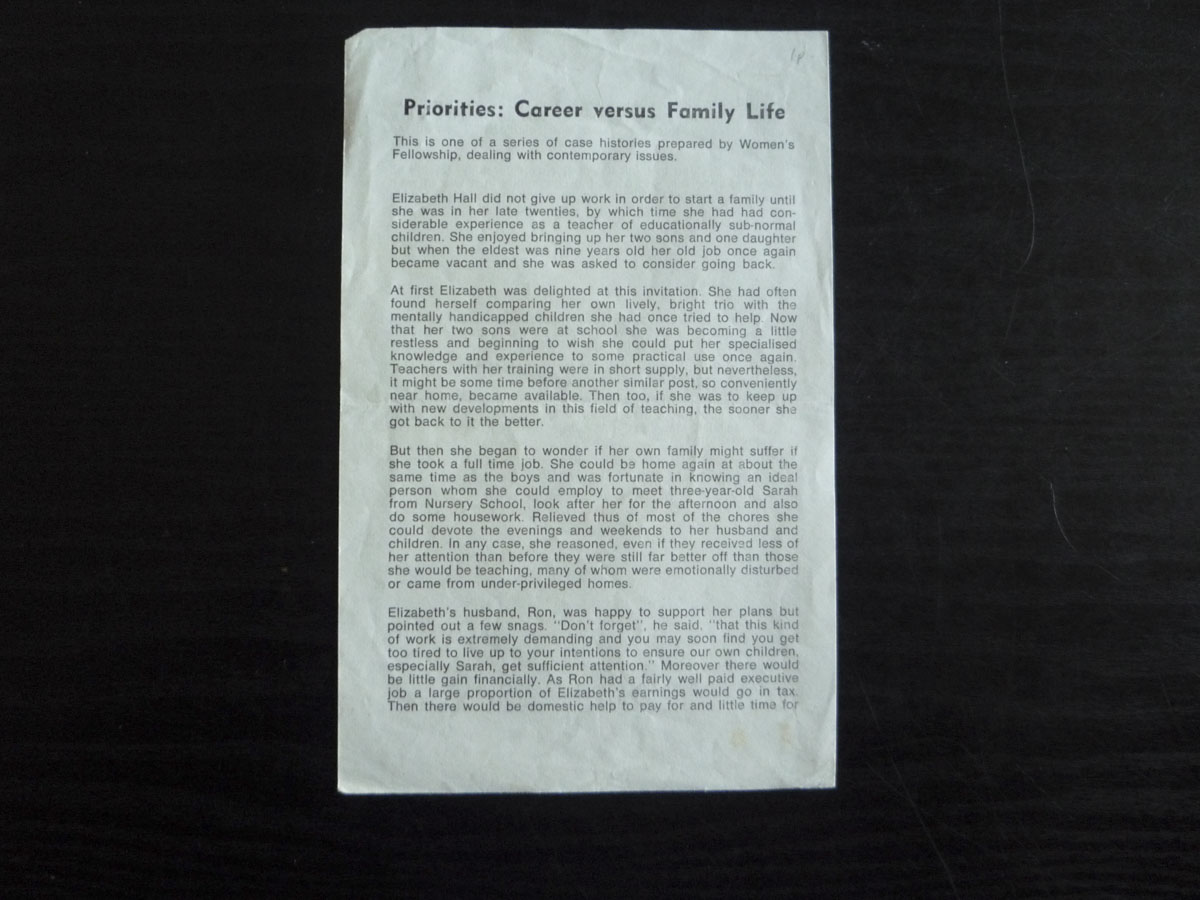 1p
Priorities: Career versus Family Life
This is one of a series of case histories prepared by Women's
Fellowship, dealing with contemporary issues.
Elizabeth Hall did not give up work in order to start a family until
she was in her late twenties, by which time she had had con-
siderable experience as a teacher of educationally sub-normal
children. She enjoyed bringing up her two sons and one daughter
but when the eldest was nine years old her old job once again
became vacant and she was asked to consider going back.
At first Elizabeth was delighted at this invitation. She had often
found herself comparing her own lively, bright trio with the
mentally handicapped children she had once tried to help. Now
that her two sons were at school she was becoming a little
restless and beginning to wish she could put her specialised
knowledge and experience to some practical use once again.
Teachers with her training were in short supply, but nevertheless,
it might be some time before another similar post, so conveniently
near home, became available. Then too, if she was to keep up
with new developments in this field of teaching, the sooner she
got back to it the better.
But then she began to wonder if her own family might suffer if
she took a full time job. She could be home again at about the
same time as the boys and was fortunate in knowing an ideal
person whom she could employ to meet three-year-old Sarah
from Nursery School, look after her for the afternoon and also
do some housework. Relieved thus of most of the chores she
could devote the evenings and weekends to her husband and
children. In any case, she reasoned, even if they received less of
her attention than before they were still far better off than those
she would be teaching, many of whom were emotionally disturbed
or came from under-privileged homes.
Elizabeth's husband, Ron, was happy to support her plans but
pointed out a few snags. "Don't forget", he said, "that this kind
of work is extremely demanding and you may soon find you get
too tired to live up to your intentions to ensure our own children,
especially Sarah, get sufficient attention." Moreover there would
be little gain financially. As Ron had a fairly well paid executive
job a large proportion of Elizabeth's earnings would go in tax.
Then there would be domestic help to pay for and little time for